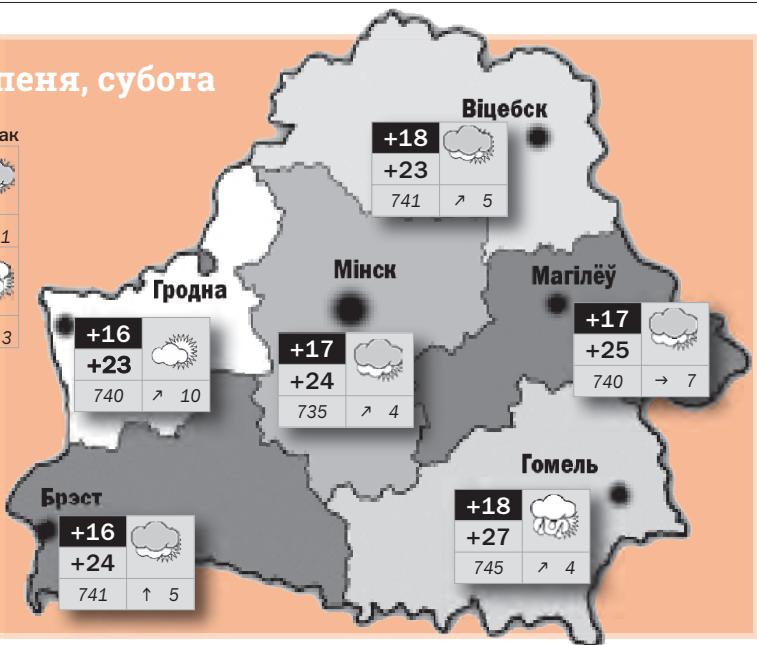 пеня, субота
ак
1
3
Віцебск
+18
+23
741 ↗ 5
Мінск
+17
+24
735 ↗ 4
Магілёў
+17
+25
740 → 7
Гродна
+16
+23
740 ↗ 10
Гомель
+18
+27
745 ↗ 4
Брэст
+16
+24
741 ↑ 5